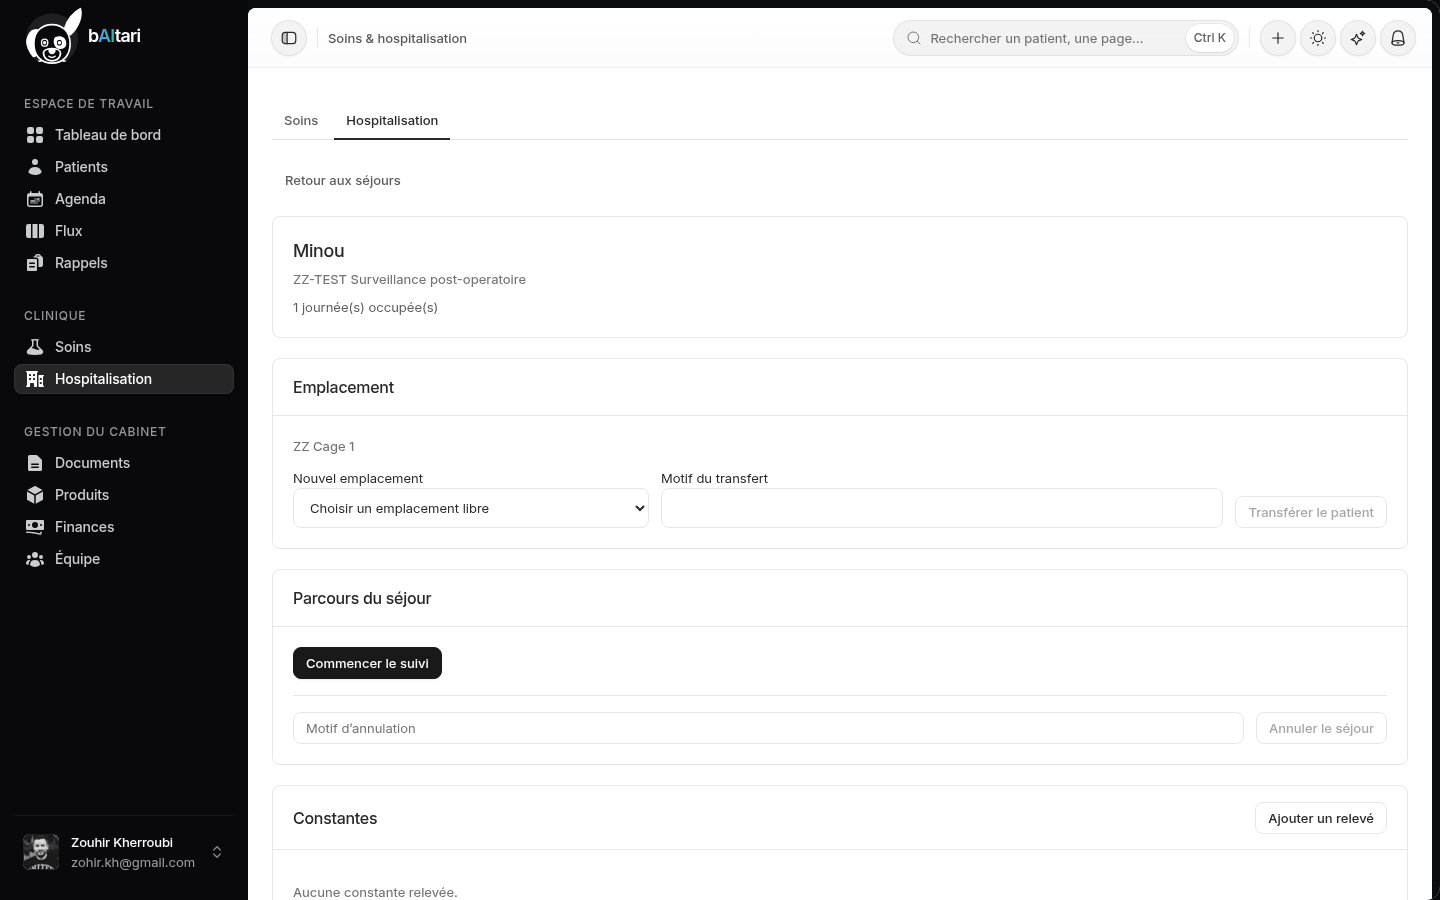 bAItari
Soins & hospitalisation
Rechercher un patient, une page...
Ctrl K
ESPACE DE TRAVAIL
Tableau de bord
Patients
Agenda
Flux
Rappels
CLINIQUE
Soins
Hospitalisation
GESTION DU CABINET
Documents
Produits
Finances
Équipe
Zouhir Kherroubi
zohir.kh@gmail.com
Soins
Hospitalisation
Retour aux séjours
Minou
ZZ-TEST Surveillance post-operatoire
1 journée(s) occupée(s)
Emplacement
ZZ Cage 1
Nouvel emplacement
Motif du transfert
Choisir un emplacement libre
Transférer le patient
Parcours du séjour
Commencer le suivi
Motif d’annulation
Annuler le séjour
Constantes
Ajouter un relevé
Aucune constante relevée.